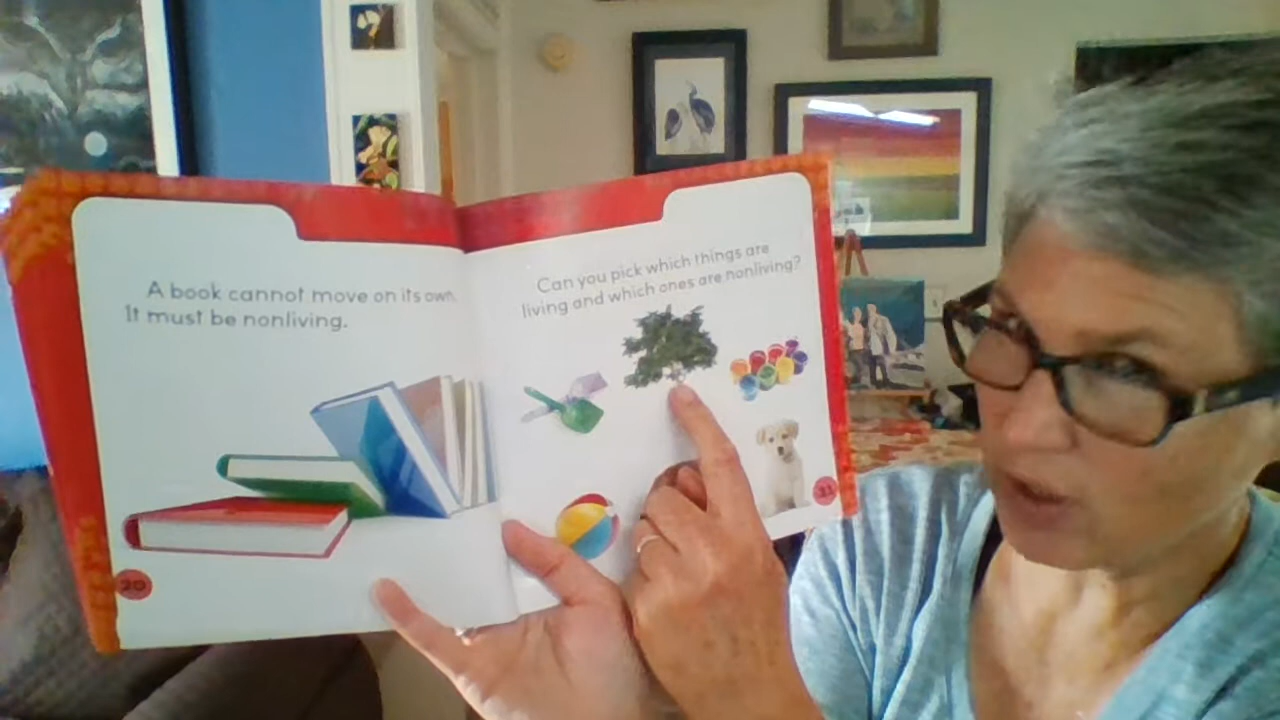 A book cannot move on its own.
It must be nonliving.
20
Can you pick which things are
living and which ones are nonliving?
21